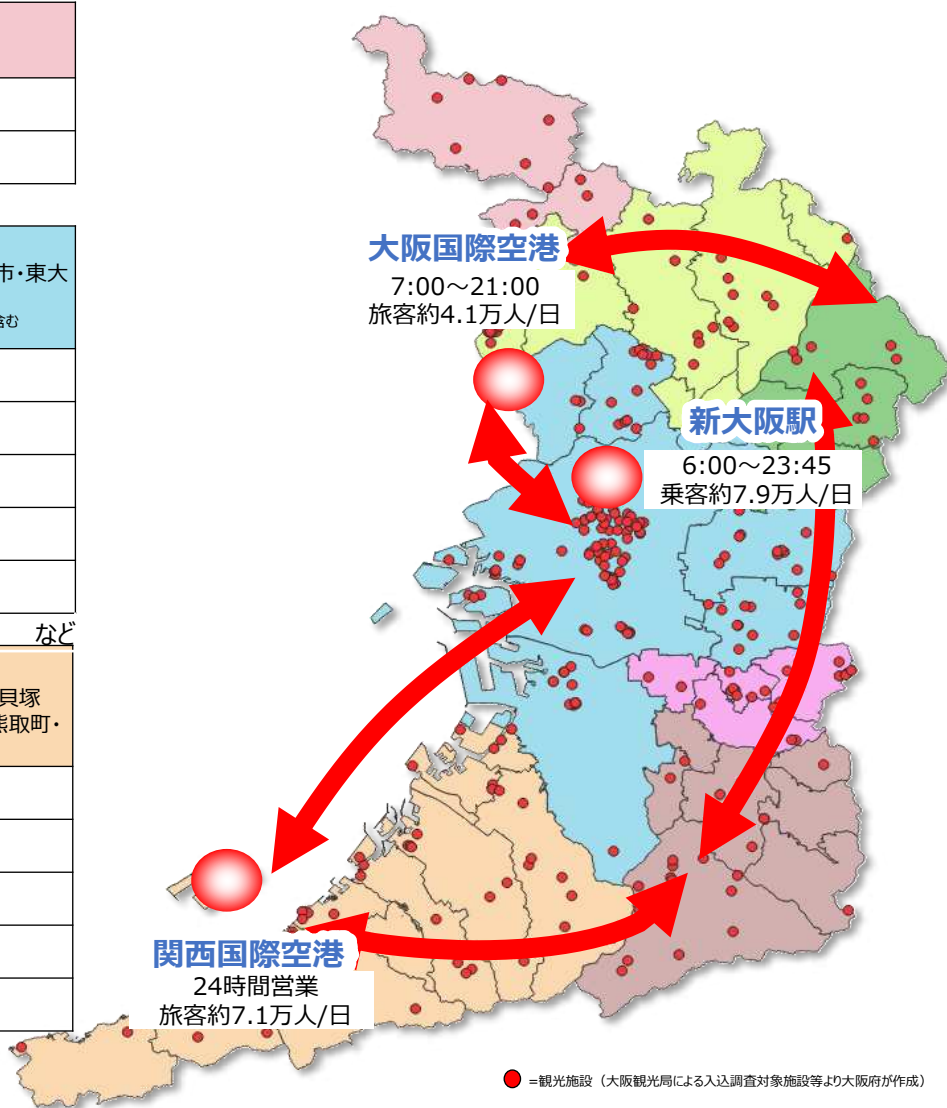 市・東大
含む
など
貝塚
熊取町・
大阪国際空港
7:00～21:00
旅客約4.1万人/日
新大阪駅
6:00～23:45
乗客約7.9万人/日
関西国際空港
24時間営業
旅客約7.1万人/日
=観光施設（大阪観光局による入込調査対象施設等より大阪府が作成）